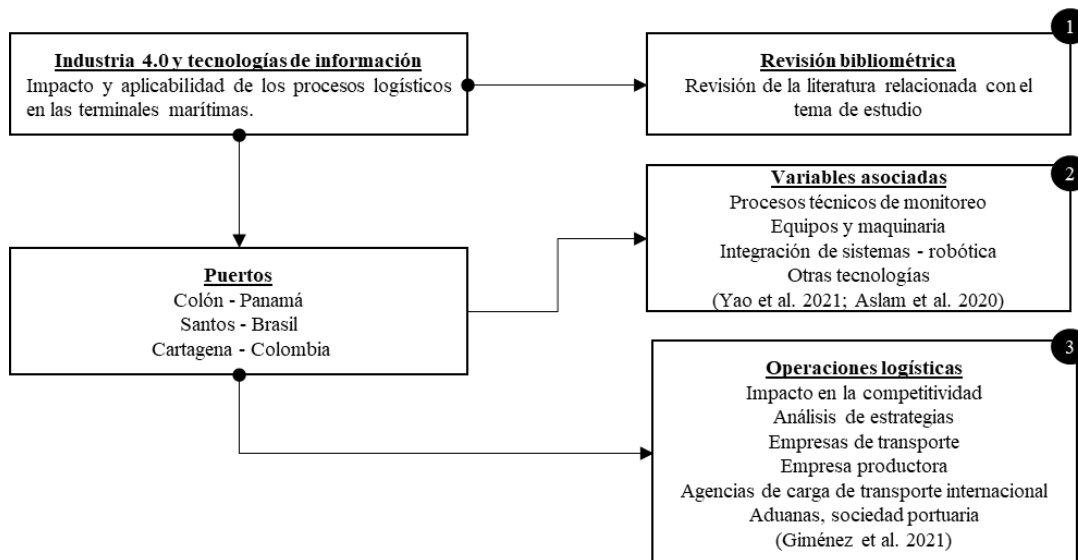 Industria 4.0 y tecnologías de información
Impacto y aplicabilidad de los procesos logísticos
en las terminales marítimas.
1
Revisión bibliométrica
Revisión de la literatura relacionada con el
tema de estudio
2
Variables asociadas
Procesos técnicos de monitoreo
Equipos y maquinaria
Integración de sistemas - robótica
Otras tecnologías
(Yao et al. 2021; Aslam et al. 2020)
Puertos
Colón - Panamá
Santos - Brasil
Cartagena - Colombia
3
Operaciones logísticas
Impacto en la competitividad
Análisis de estrategias
Empresas de transporte
Empresa productora
Agencias de carga de transporte internacional
Aduanas, sociedad portuaria
(Giménez et al. 2021)